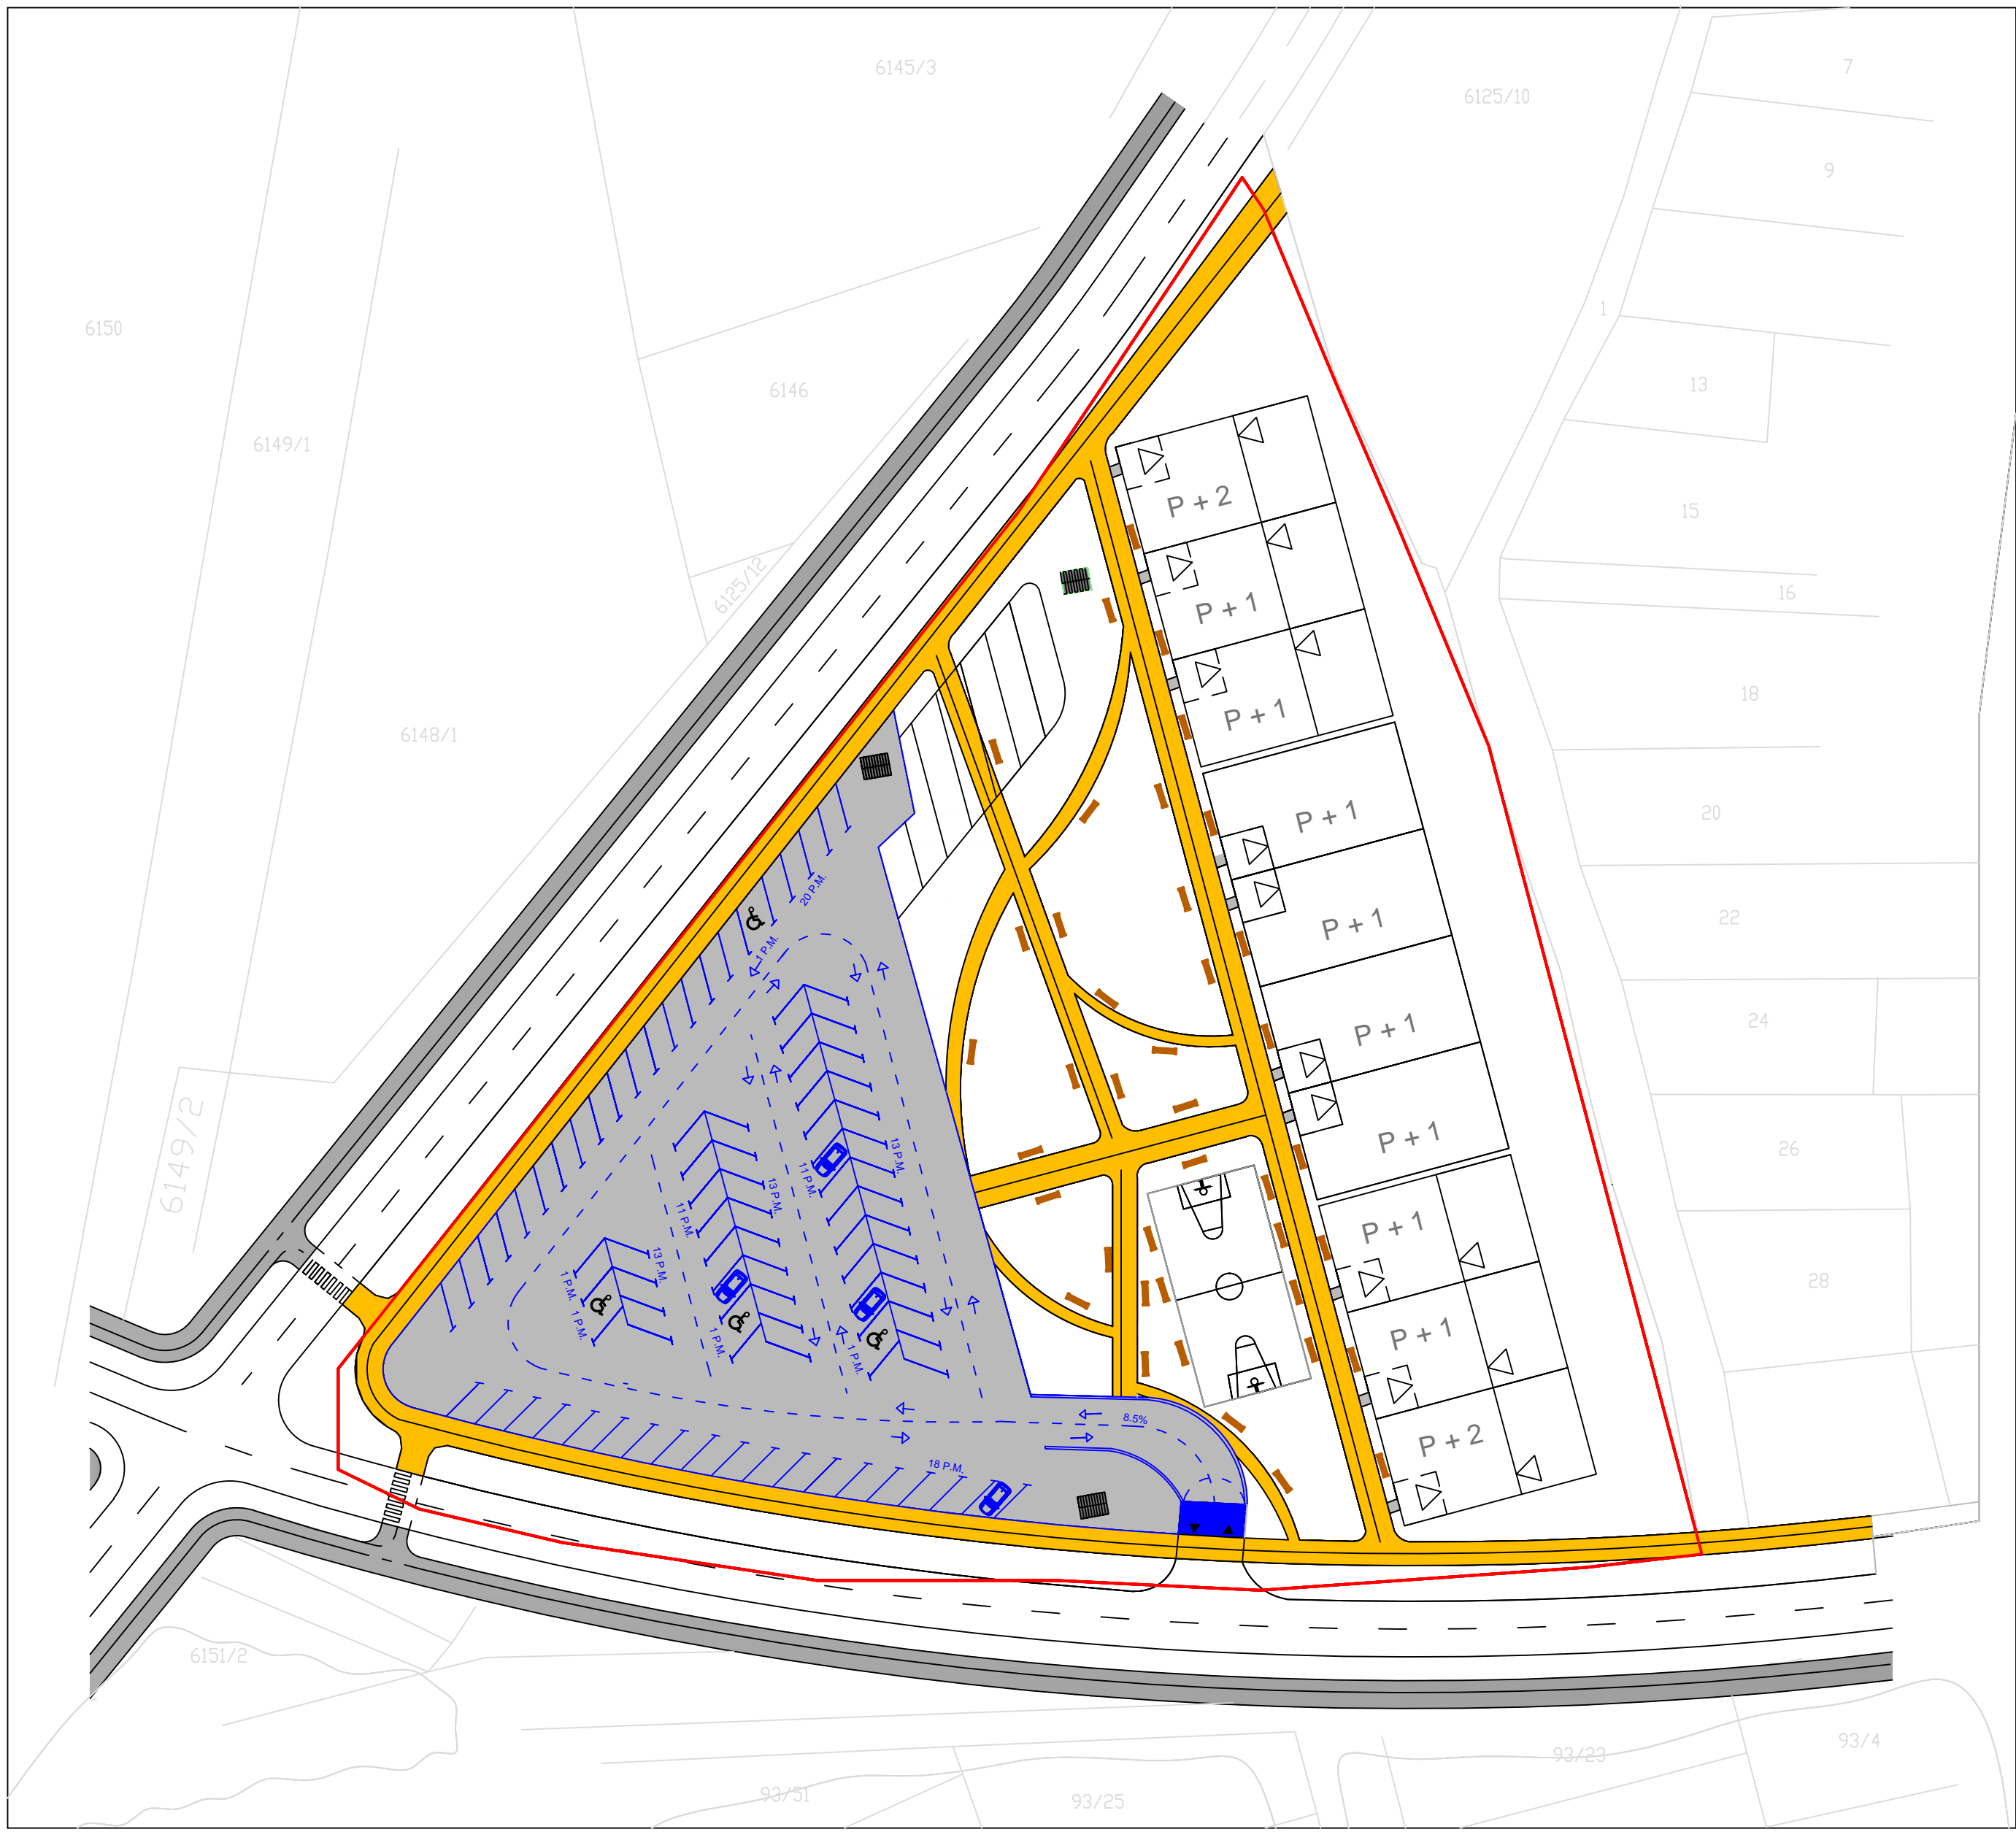 6145/3
7
6125/10
9
6150
1
13
6146
6149/1
P + 2
15
6125/12
16
P + 1
18
P + 1
6148/1
20
P + 1
20 P.M.
22
P + 1
1 P.M.
24
P + 1
6149/2
26
P + 1
13 P.M.
11 P.M.
13 P.M.
11 P.M.
P + 1
13 P.M.
28
1 P.M.
1 P.M.
1 P.M.
1 P.M.
P + 1
8.5%
P + 2
18 P.M.
6151/2
93/4
93/23
93/51
93/25